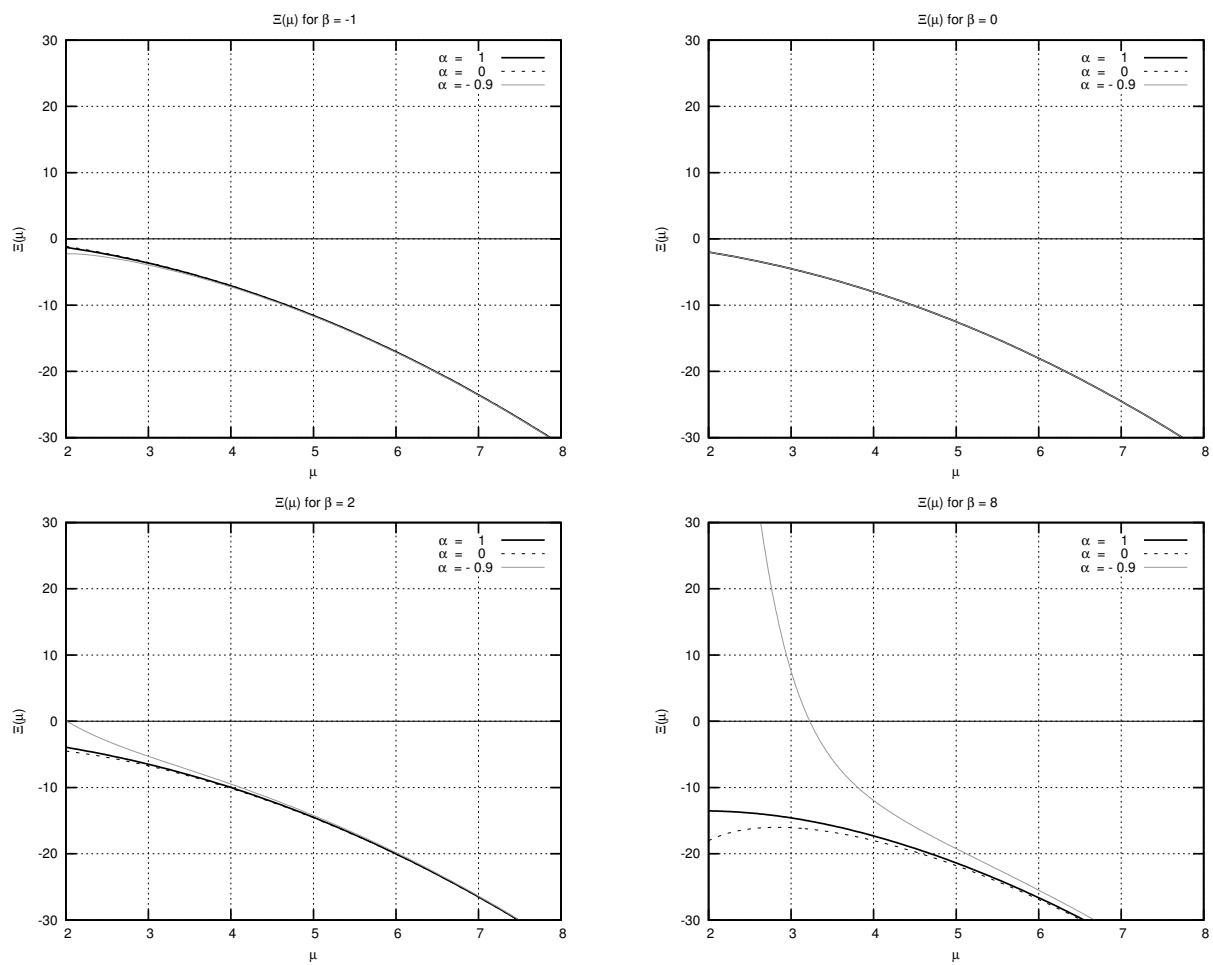 Ξ(μ) for β = -1
30
20
10
0
-10
-20
-30
2 3 4 5 6 7 8
Ξ(μ)
μ
α = 1
α = 0
α = - 0.9
Ξ(μ) for β = 0
30
20
10
0
-10
-20
-30
2 3 4 5 6 7 8
Ξ(μ)
μ
α = 1
α = 0
α = - 0.9
Ξ(μ) for β = 2
30
20
10
0
-10
-20
-30
2 3 4 5 6 7 8
Ξ(μ)
μ
α = 1
α = 0
α = - 0.9
Ξ(μ) for β = 8
30
20
10
0
-10
-20
-30
2 3 4 5 6 7 8
Ξ(μ)
μ
α = 1
α = 0
α = - 0.9